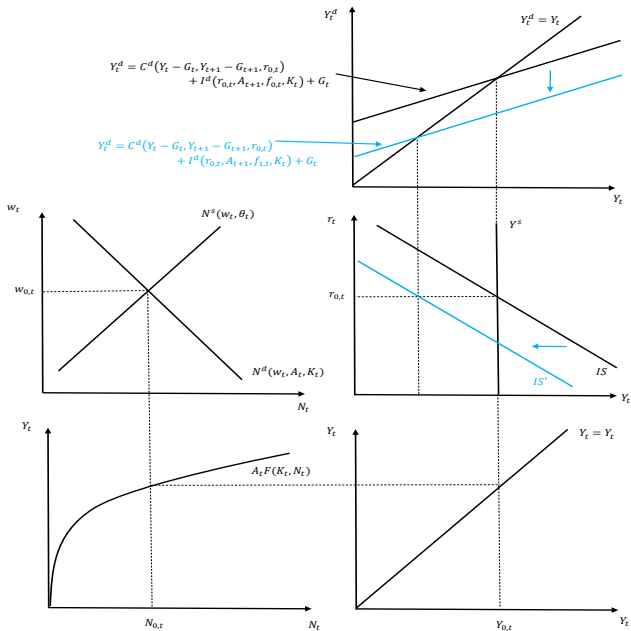 Y_t^d
Y_t^d = Y_t
Y_t^d = C^d(Y_t − G_t, Y_{t+1} − G_{t+1}, r_{0,t})
+ I^d(r_{0,t}, A_{t+1}, f_{0,t}, K_t) + G_t
Y_t^d = C^d(Y_t − G_t, Y_{t+1} − G_{t+1}, r_{0,t})
+ I^d(r_{0,t}, A_{t+1}, f_{1,t}, K_t) + G_t
Y_t
w_t
N^s(w_t, θ_t)
w_{0,t}
N^d(w_t, A_t, K_t)
N_t
r_t
Y^s
r_{0,t}
IS
IS′
Y_t
Y_t
A_tF(K_t, N_t)
N_{0,t}
N_t
Y_t
Y_t = Y_t
Y_{0,t}
Y_t